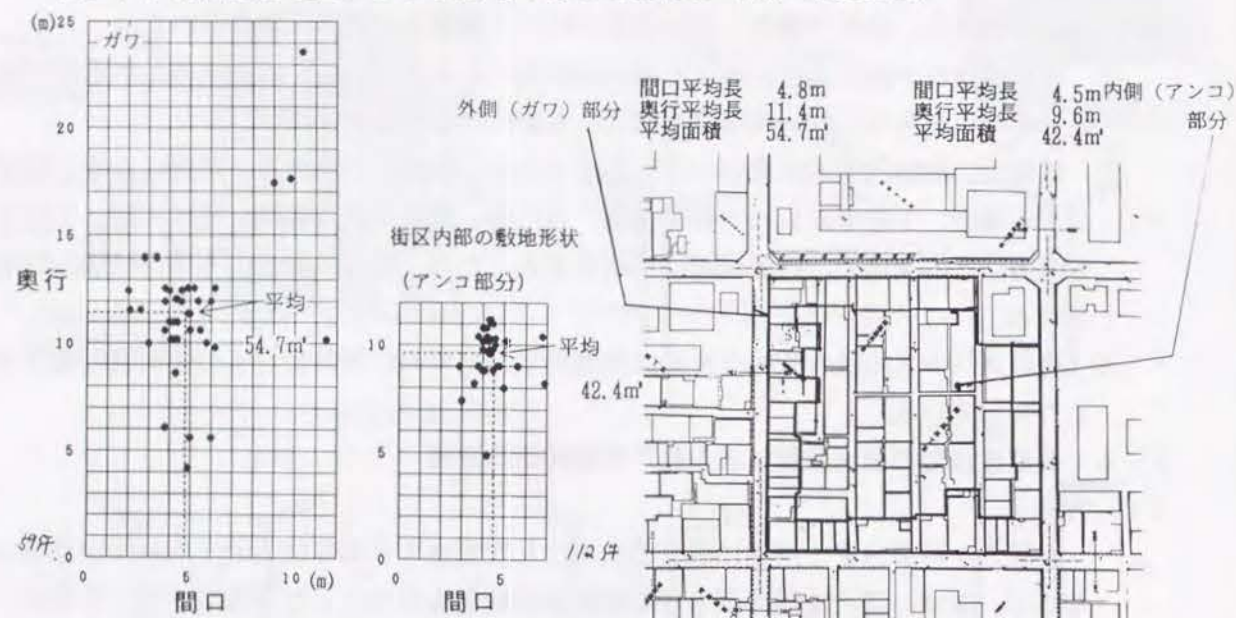 (m)25
ガワ
20
15
奥行
10
5
0
平均
54.7㎡
59件
0
5
10
(m)
間口
街区内部の敷地形状
(アンコ部分)
10
5
0
平均
42.4㎡
112件
0
5
間口
外側(ガワ)部分
間口平均長 4.8m
奥行平均長 11.4m
平均面積 54.7㎡
間口平均長 4.5m
奥行平均長 9.6m
平均面積 42.4㎡
内側(アンコ)
部分